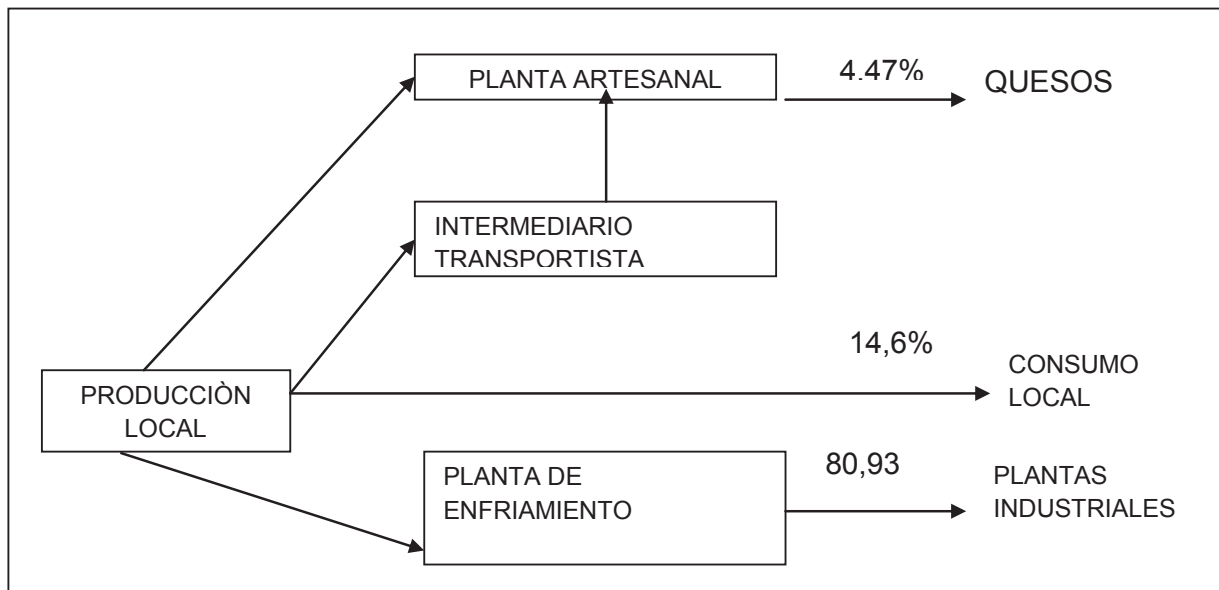 PLANTA ARTESANAL
4.47%
QUESOS
INTERMEDIARIO
TRANSPORTISTA
14,6%
CONSUMO
LOCAL
PRODUCCIÒN
LOCAL
PLANTA DE
ENFRIAMIENTO
80,93
PLANTAS
INDUSTRIALES